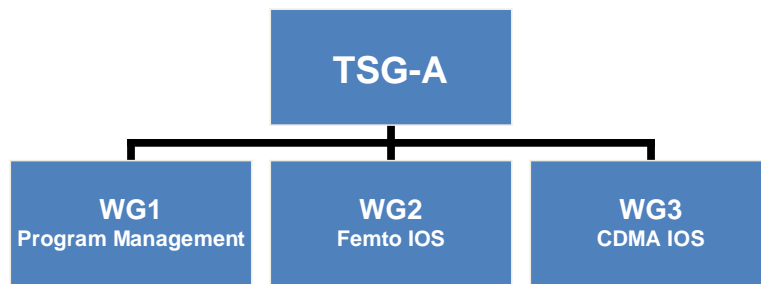 TSG-A
WG1
Program Management
WG2
Femto IOS
WG3
CDMA IOS